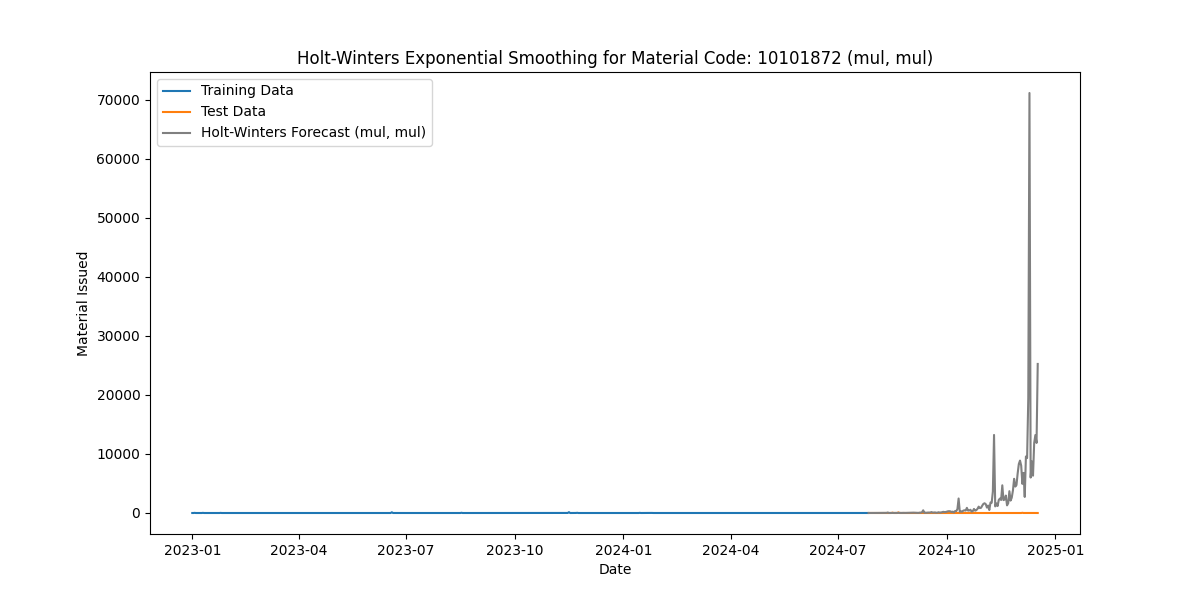 Holt-Winters Exponential Smoothing for Material Code: 10101872 (mul, mul)
Training Data
Test Data
Holt-Winters Forecast (mul, mul)
Material Issued
70000
60000
50000
40000
30000
20000
10000
0
2023-01 2023-04 2023-07 2023-10 2024-01 2024-04 2024-07 2024-10 2025-01
Date